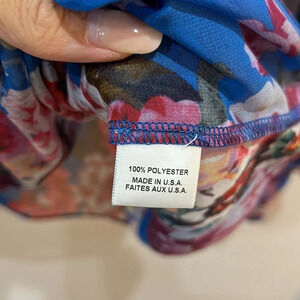 100% POLYESTER
MADE IN U.S.A.
FAITES AUX U.S.A.